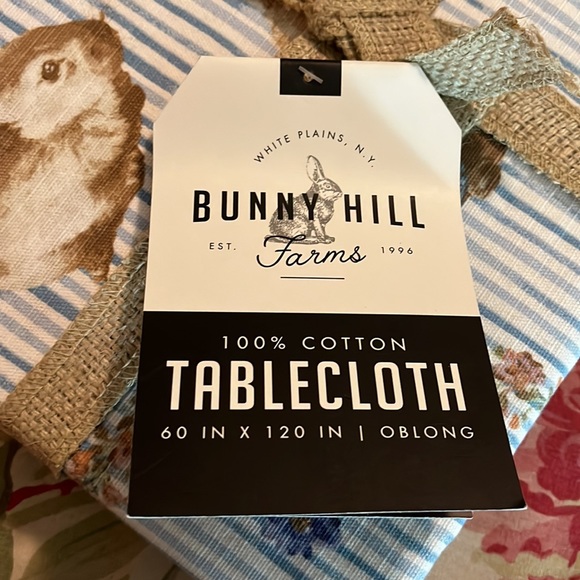 WHITE PLAINS, N.Y.
BUNNY HILL
EST. Farms 1996
100% COTTON
TABLECLOTH
60 IN X 120 IN | OBLONG